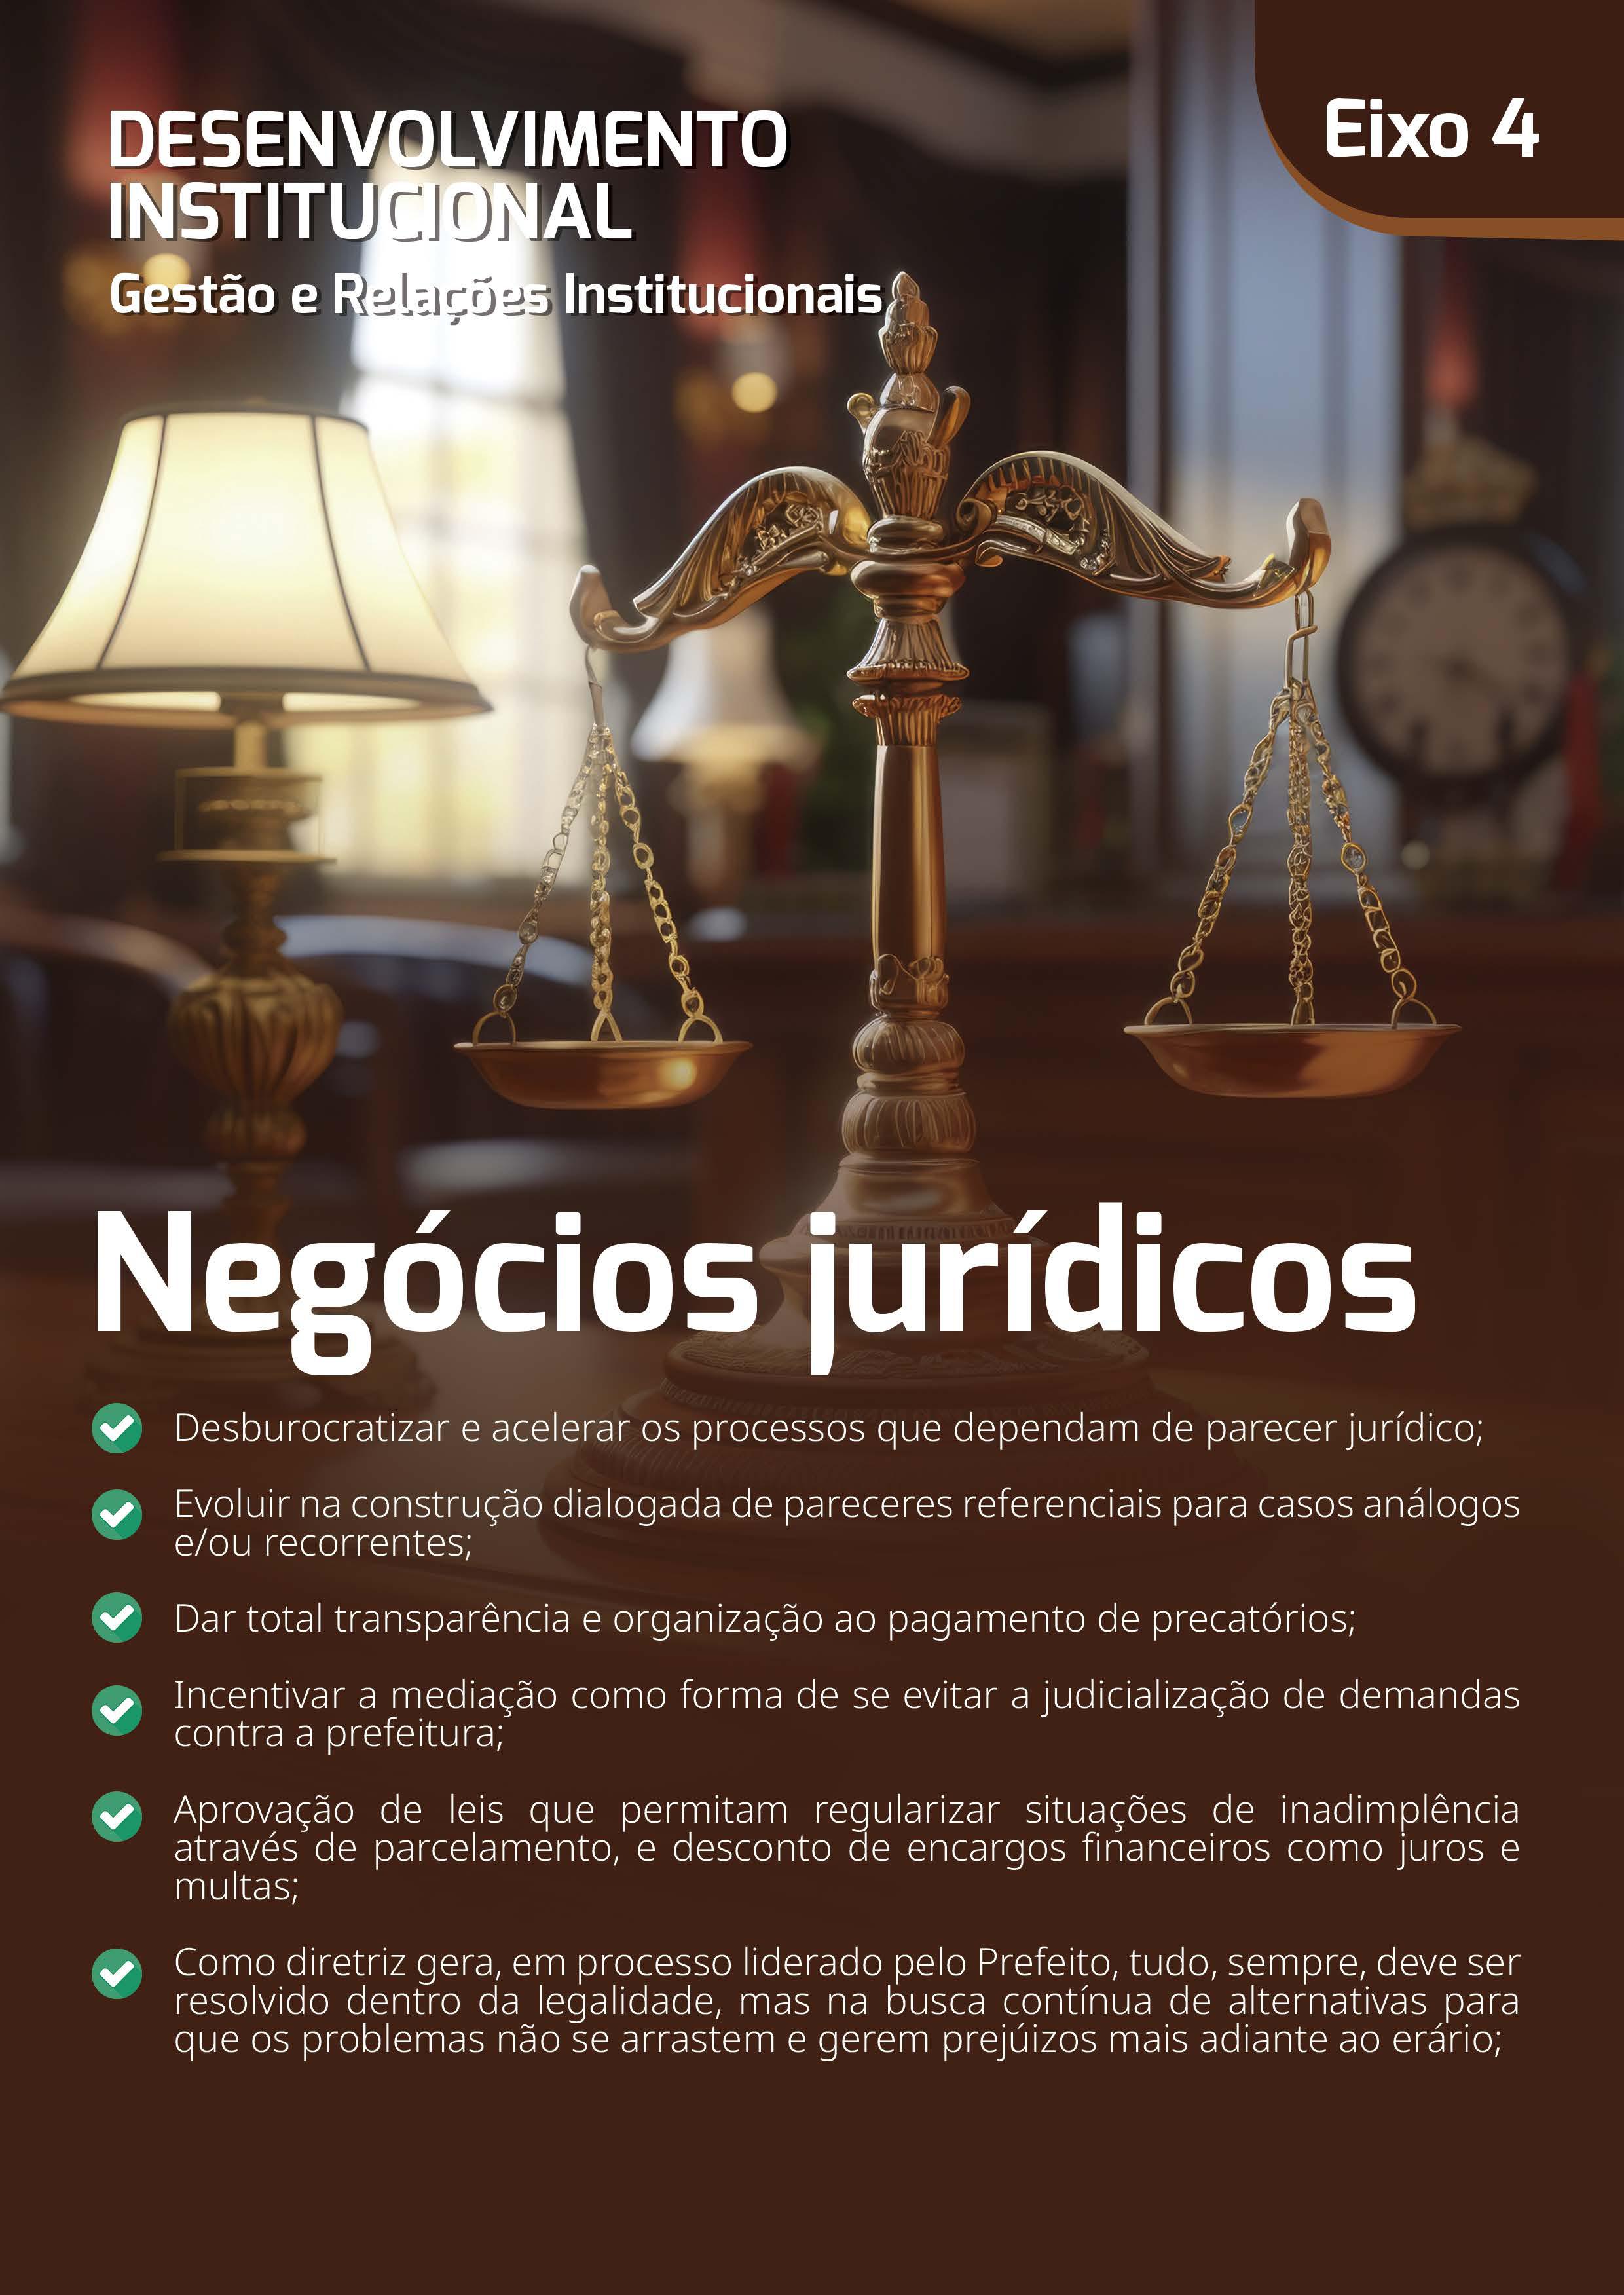 DESENVOLVIMENTO
INSTITUCIONAL
Gestão e Relações Institucionais
Eixo 4
Negócios jurídicos
Desburocratizar e acelerar os processos que dependam de parecer jurídico;
Evoluir na construção dialogada de pareceres referenciais para casos análogos
e/ou recorrentes;
Dar total transparência e organização ao pagamento de precatórios;
Incentivar a mediação como forma de se evitar a judicialização de demandas
contra a prefeitura;
Aprovação de leis que permitam regularizar situações de inadimplência
através de parcelamento, e desconto de encargos financeiros como juros e
multas;
Como diretriz gera, em processo liderado pelo Prefeito, tudo, sempre, deve ser
resolvido dentro da legalidade, mas na busca contínua de alternativas para
que os problemas não se arrastem e gerem prejúizos mais adiante ao erário;